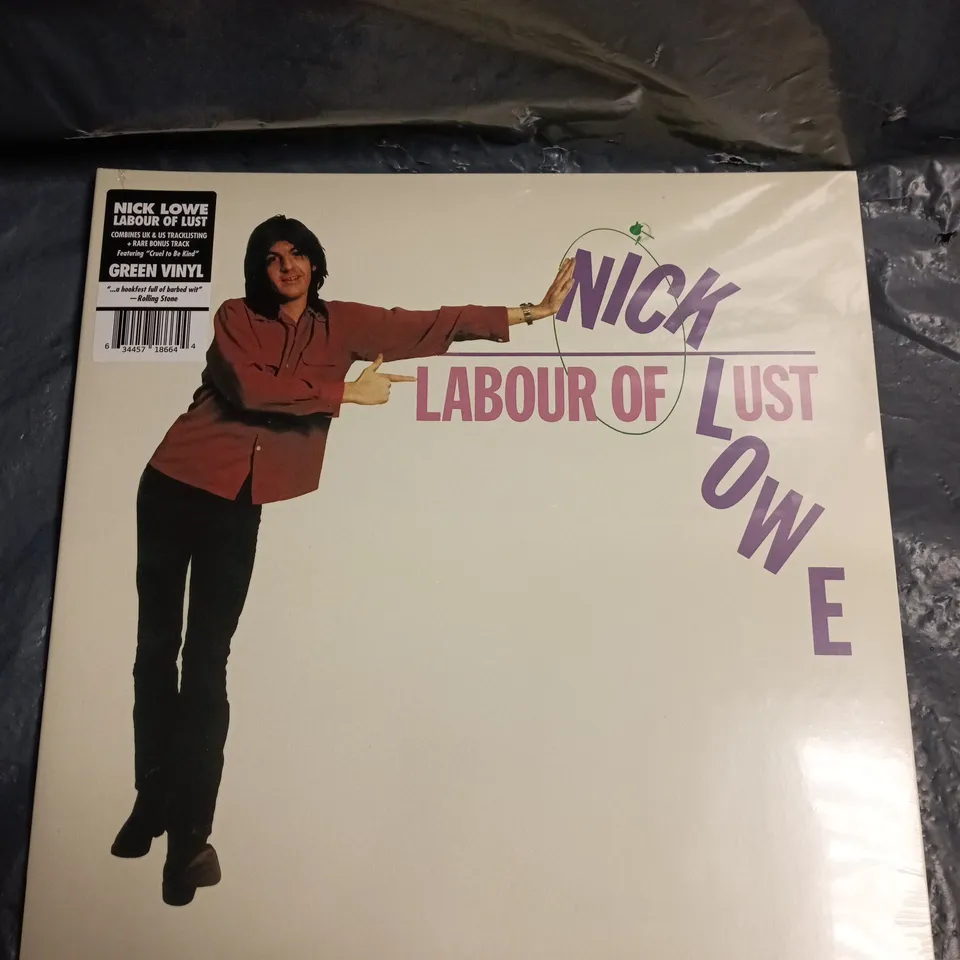 NICK LOWE
LABOUR OF LUST
COMBINES UK & US TRACKLISTING
+ RARE BONUS TRACK
Featuring "Cruel to Be Kind"
GREEN VINYL
"...a hookfest full of barbed wit"
—Rolling Stone
6 34457 18664 4
NICK LOWE
LABOUR OF LUST